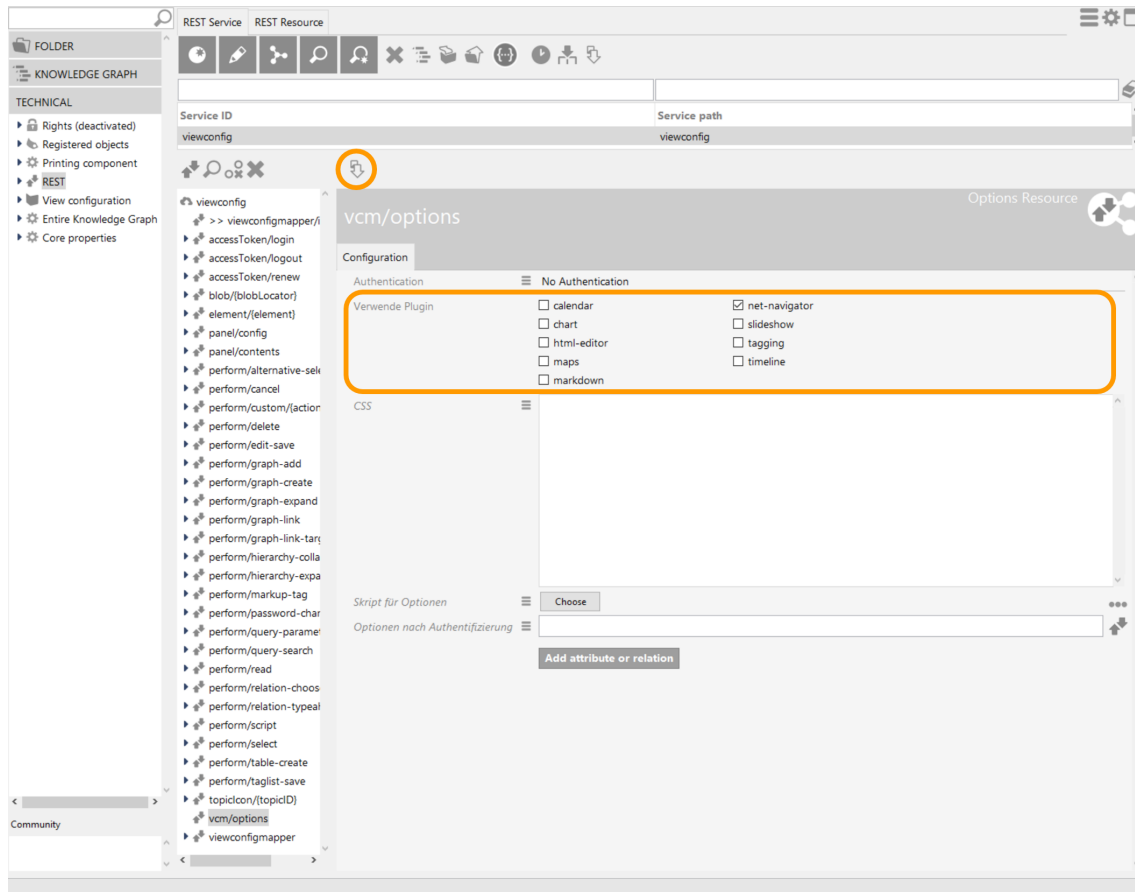 REST Service REST Resource
FOLDER
KNOWLEDGE GRAPH
TECHNICAL
Rights (deactivated)
Registered objects
Printing component
REST
View configuration
Entire Knowledge Graph
Core properties
Community
Service ID Service path
viewconfig viewconfig
viewconfig
>> viewconfigmapper/i
accessToken/login
accessToken/logout
accessToken/renew
blob/{blobLocator}
element/{element}
panel/config
panel/contents
perform/alternative-sele
perform/cancel
perform/custom/{action
perform/delete
perform/edit-save
perform/graph-add
perform/graph-create
perform/graph-expand
perform/graph-link
perform/graph-link-targ
perform/hierarchy-colla
perform/hierarchy-expa
perform/markup-tag
perform/password-char
perform/query-paramet
perform/query-search
perform/read
perform/relation-choos
perform/relation-typeal
perform/script
perform/select
perform/table-create
perform/taglist-save
topicIcon/{topicID}
vcm/options
viewconfigmapper
Options Resource
vcm/options
Configuration
Authentication No Authentication
Verwende Plugin calendar net-navigator
chart slideshow
html-editor tagging
maps timeline
markdown
CSS
Skript für Optionen Choose
Optionen nach Authentifizierung
Add attribute or relation